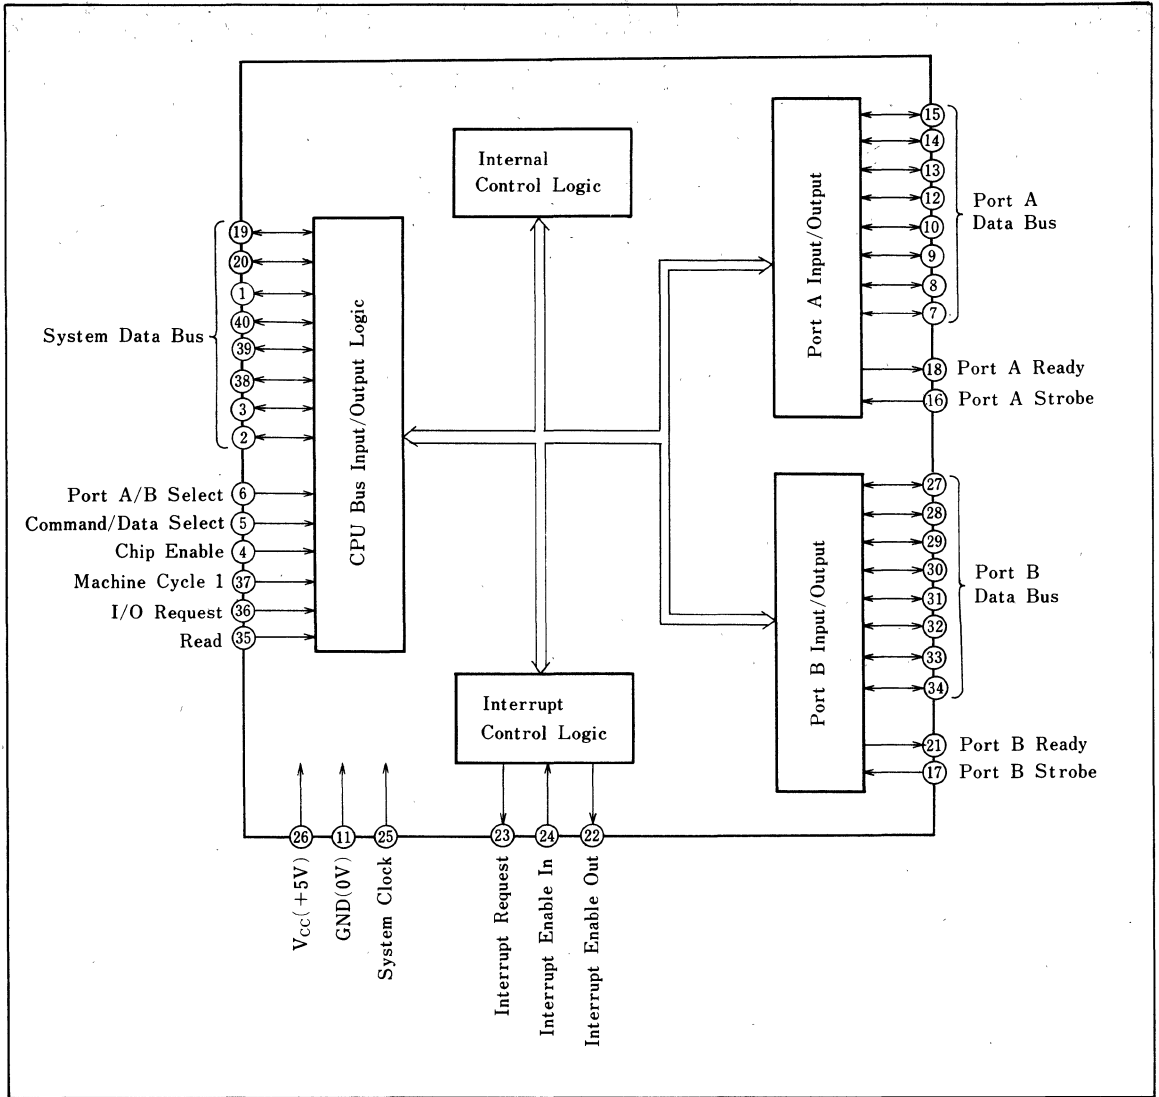 Internal
Control Logic
CPU Bus Input/Output Logic
System Data Bus
19
20
1
40
39
38
3
2
Port A/B Select 6
Command/Data Select 5
Chip Enable 4
Machine Cycle 1 37
I/O Request 36
Read 35
Port A Input/Output
15
14
13
12
10
9
8
7
Port A
Data Bus
18 Port A Ready
16 Port A Strobe
Port B Input/Output
27
28
29
30
31
32
33
34
Port B
Data Bus
21 Port B Ready
17 Port B Strobe
Interrupt
Control Logic
26
11
25
23
24
22
VCC(+5V)
GND(0V)
System Clock
Interrupt Request
Interrupt Enable In
Interrupt Enable Out